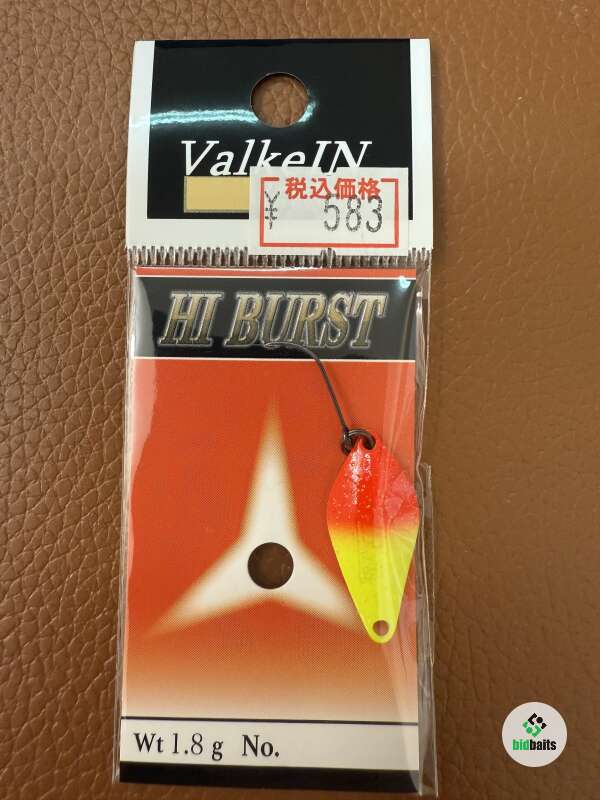 ValkeIN
税込価格
¥ 583
HI BURST
Wt 1.8 g No.
bidbaits